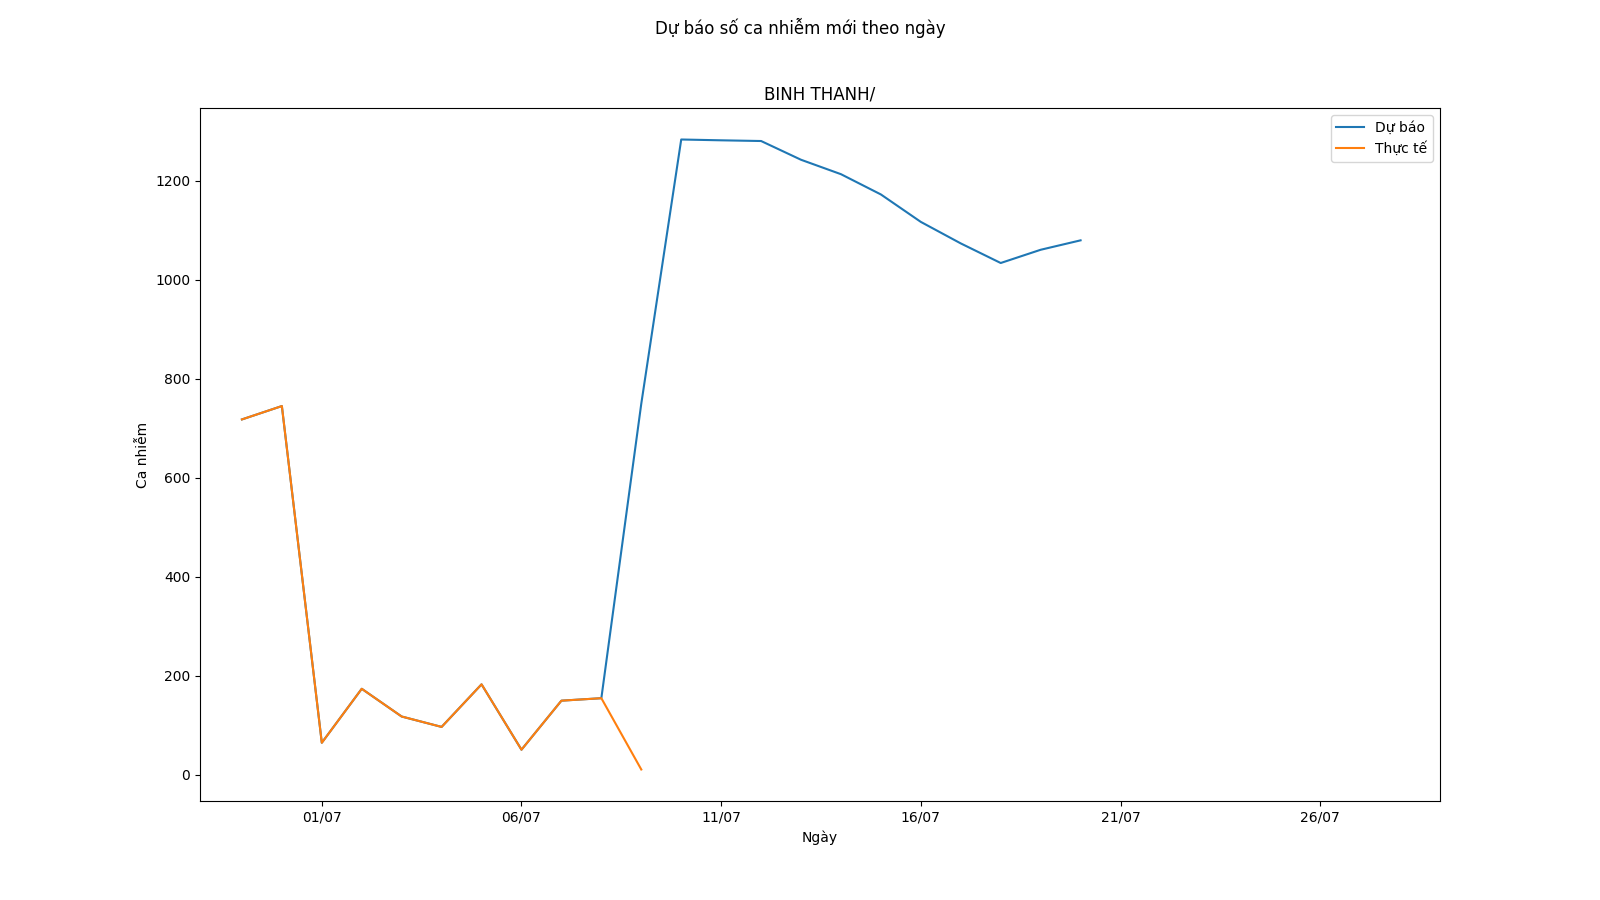 Dự báo số ca nhiễm mới theo ngày
BINH THANH/
Dự báo
Thực tế
1200
1000
800
600
400
200
0
Ca nhiễm
01/07
06/07
11/07
16/07
21/07
26/07
Ngày